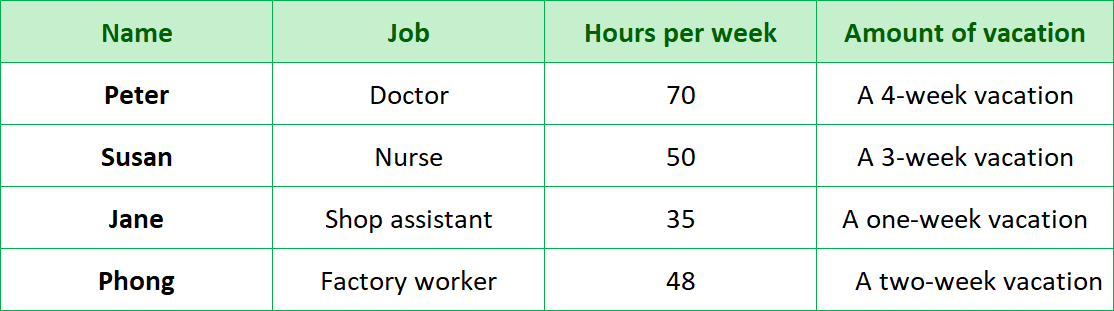 Name Job Hours per week Amount of vacation
Peter Doctor 70 A 4-week vacation
Susan Nurse 50 A 3-week vacation
Jane Shop assistant 35 A one-week vacation
Phong Factory worker 48 A two-week vacation